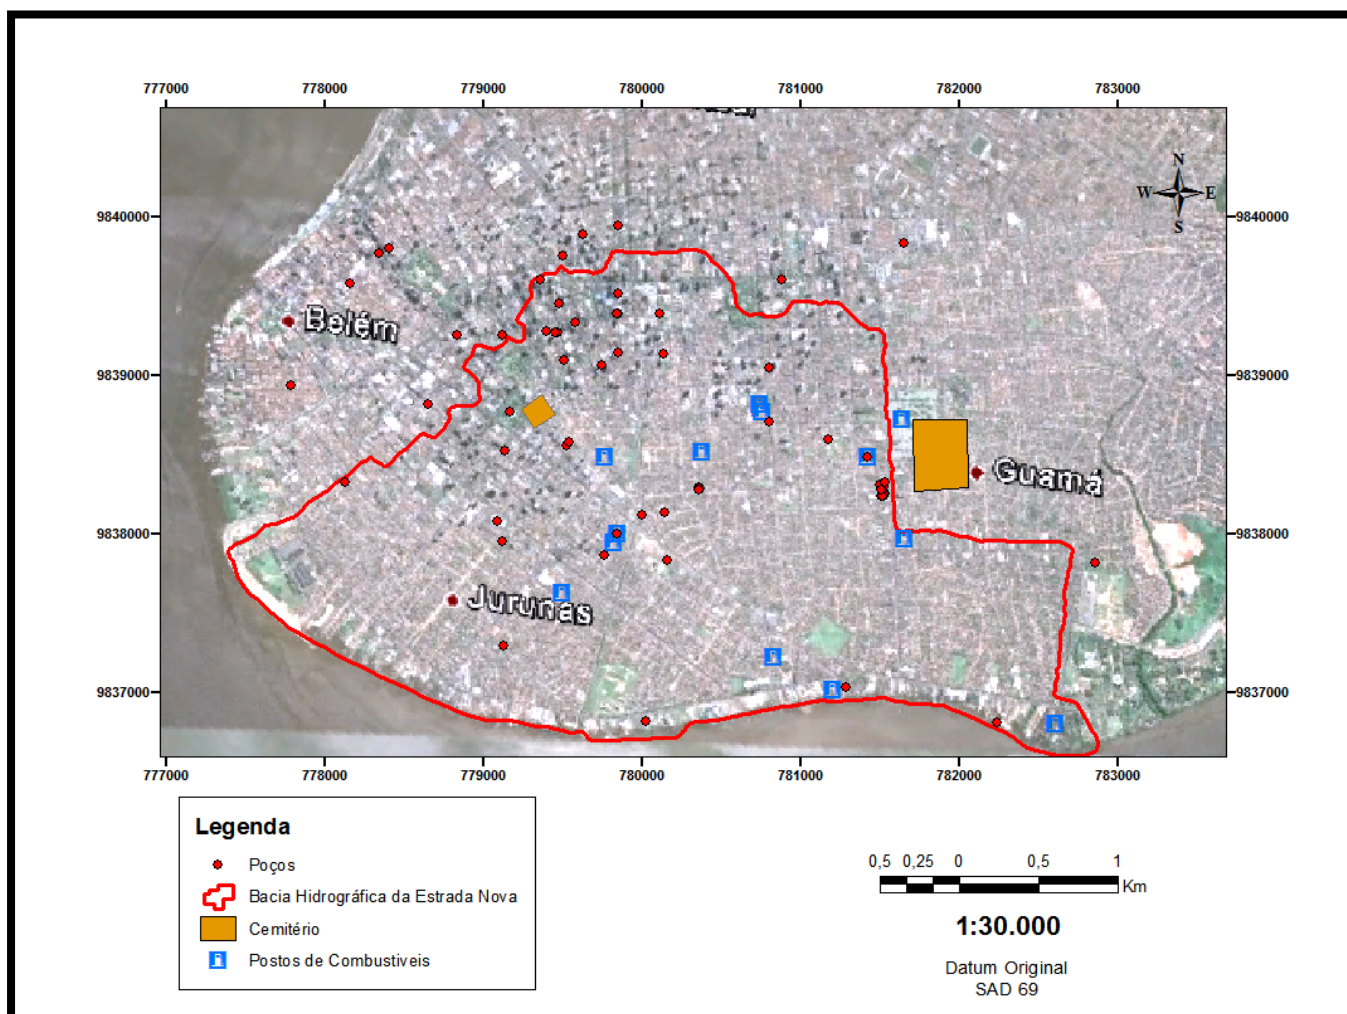 777000 778000 779000 780000 781000 782000 783000
N
W E
S
9840000 9840000
Belém
9839000 9839000
Guamá
9838000 9838000
Jurunas
9837000 9837000
777000 778000 779000 780000 781000 782000 783000
Legenda
Poços
Bacia Hidrográfica da Estrada Nova
Cemitério
Postos de Combustiveis
0,5 0,25 0 0,5 1
Km
1:30.000
Datum Original
SAD 69